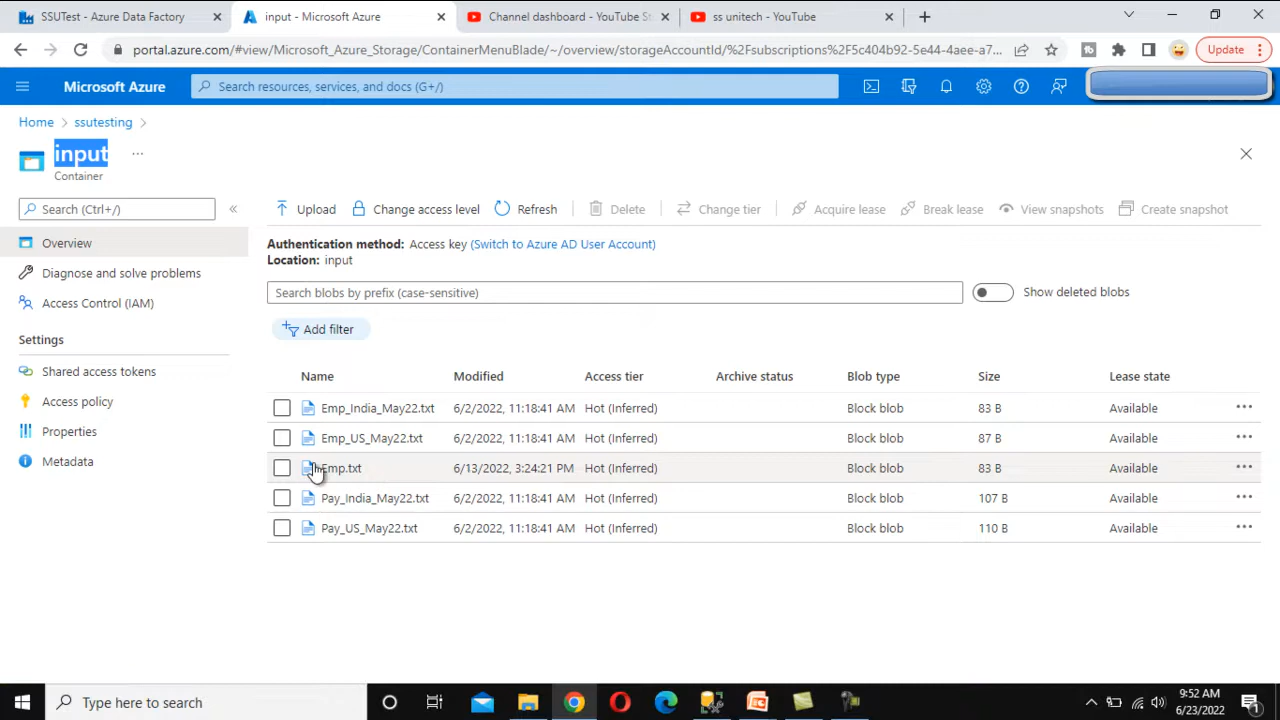 SSUTest - Azure Data Factory
input - Microsoft Azure
Channel dashboard - YouTube St
ss unitech - YouTube
portal.azure.com/#view/Microsoft_Azure_Storage/ContainerMenuBlade/~/overview/storageAccountId/%2Fsubscriptions%2F5c404b92-5e44-4aee-a7...
Update
Microsoft Azure
Search resources, services, and docs (G+/)
Home > ssutesting >
input ...
Container
Search (Ctrl+/)
«
Upload
Change access level
Refresh
Delete
Change tier
Acquire lease
Break lease
View snapshots
Create snapshot
Overview
Diagnose and solve problems
Access Control (IAM)
Settings
Shared access tokens
Access policy
Properties
Metadata
Authentication method: Access key (Switch to Azure AD User Account)
Location: input
Search blobs by prefix (case-sensitive)
Show deleted blobs
Add filter
Name Modified Access tier Archive status Blob type Size Lease state
Emp_India_May22.txt 6/2/2022, 11:18:41 AM Hot (Inferred) Block blob 83 B Available ...
Emp_US_May22.txt 6/2/2022, 11:18:41 AM Hot (Inferred) Block blob 87 B Available ...
Emp.txt 6/13/2022, 3:24:21 PM Hot (Inferred) Block blob 83 B Available ...
Pay_India_May22.txt 6/2/2022, 11:18:41 AM Hot (Inferred) Block blob 107 B Available ...
Pay_US_May22.txt 6/2/2022, 11:18:41 AM Hot (Inferred) Block blob 110 B Available ...
Type here to search
9:52 AM
6/23/2022